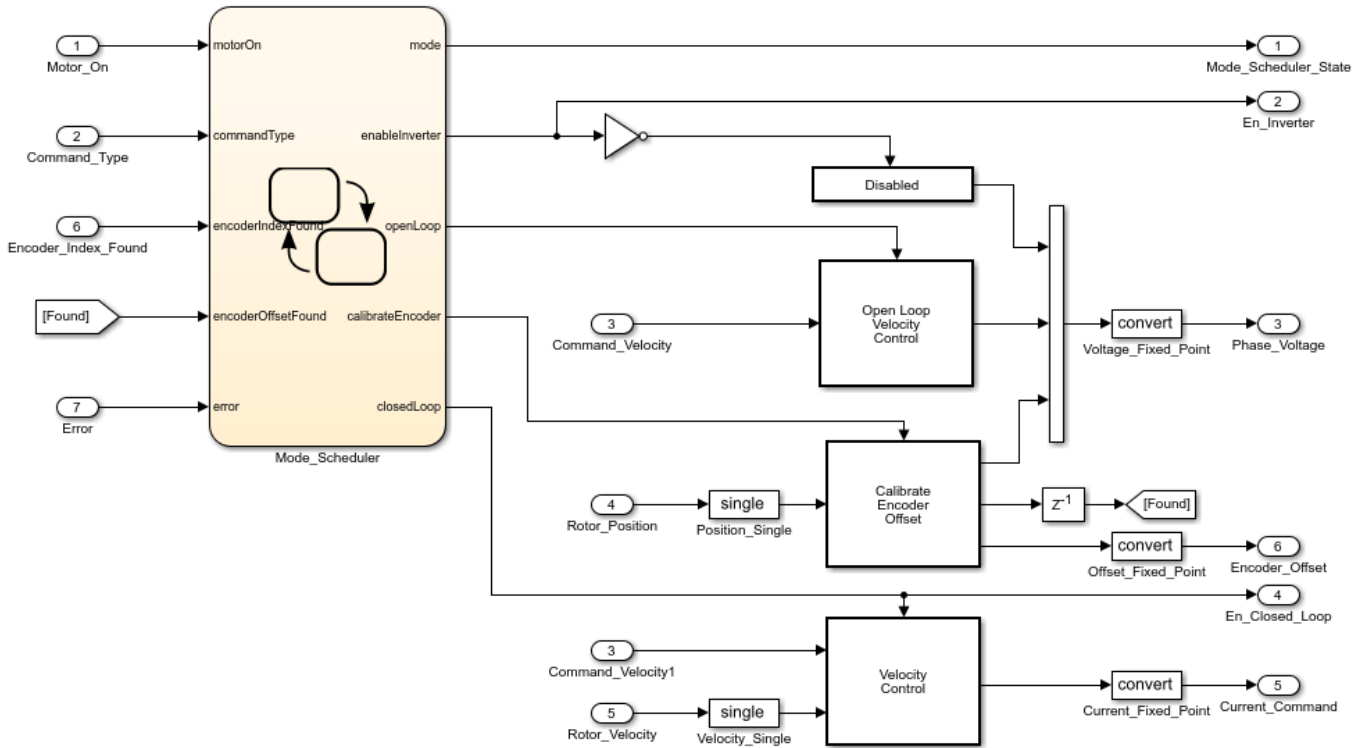 1
Motor_On
motorOn
mode
1
Mode_Scheduler_State
2
En_Inverter
2
Command_Type
commandType
enableInverter
Disabled
6
Encoder_Index_Found
encoderIndexFound
openLoop
[Found]
encoderOffsetFound
calibrateEncoder
3
Command_Velocity
Open Loop
Velocity
Control
convert
Voltage_Fixed_Point
3
Phase_Voltage
7
Error
error
closedLoop
Mode_Scheduler
4
Rotor_Position
single
Position_Single
Calibrate
Encoder
Offset
Z-1
[Found]
convert
Offset_Fixed_Point
6
Encoder_Offset
4
En_Closed_Loop
3
Command_Velocity1
5
Rotor_Velocity
single
Velocity_Single
Velocity
Control
convert
Current_Fixed_Point
5
Current_Command